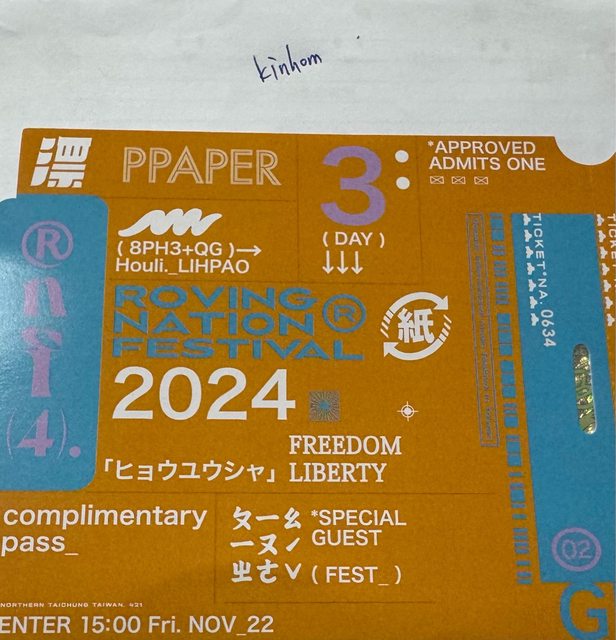 kinhom
漂
PPAPER
3:
(DAY)
↓↓↓
*APPROVED
ADMITS ONE
(8PH3+QG)→
Houli._LIHPAO
ROVING
NATION®
FESTIVAL
紙
2024
「ヒョウユウシャ」
FREEDOM
LIBERTY
®
n
f
(4).
TICKET*NA. 0634
complimentary
pass_
ㄆㄧㄠ
ㄧㄡˊ
ㄓㄜˇ
*SPECIAL
GUEST
(FEST_)
02
G
NORTHERN TAICHUNG TAIWAN. 421
ENTER 15:00 Fri. NOV_22